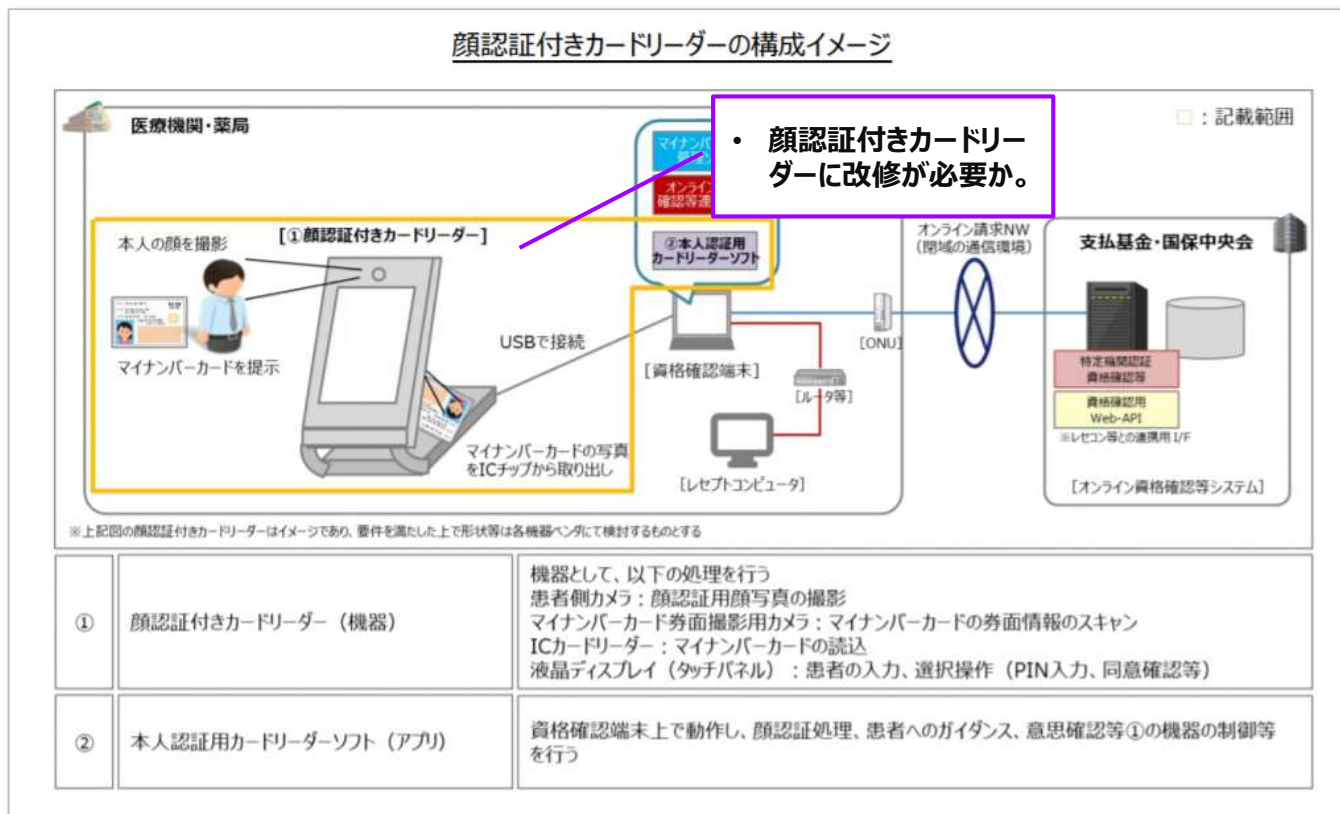 顔認証付きカードリーダーの構成イメージ
医療機関・薬局
：記載範囲
• 顔認証付きカードリー
ダーに改修が必要か。
マイナンバ
オンライン
確認等連
②本人認証用
カードリーダーソフト
本人の顔を撮影
[①顔認証付きカードリーダー]
マイナンバーカードを提示
USBで接続
マイナンバーカードの写真
をICチップから取り出し
[資格確認端末]
[ルータ等]
[レセプトコンピュータ]
[ONU]
オンライン請求NW
（閉域の通信環境）
支払基金・国保中央会
特定機関認証
資格確認等
資格確認用
Web-API
※レセコン等との連携用 I/F
[オンライン資格確認等システム]
※上記図の顔認証付きカードリーダーはイメージであり、要件を満たした上で形状等は各機器ベンダにて検討するものとする
①
顔認証付きカードリーダー（機器）
機器として、以下の処理を行う
患者側カメラ：顔認証用顔写真の撮影
マイナンバーカード券面撮影用カメラ：マイナンバーカードの券面情報のスキャン
ICカードリーダー：マイナンバーカードの読込
液晶ディスプレイ（タッチパネル）：患者の入力、選択操作（PIN入力、同意確認等）
②
本人認証用カードリーダーソフト（アプリ）
資格確認端末上で動作し、顔認証処理、患者へのガイダンス、意思確認等①の機器の制御等
を行う